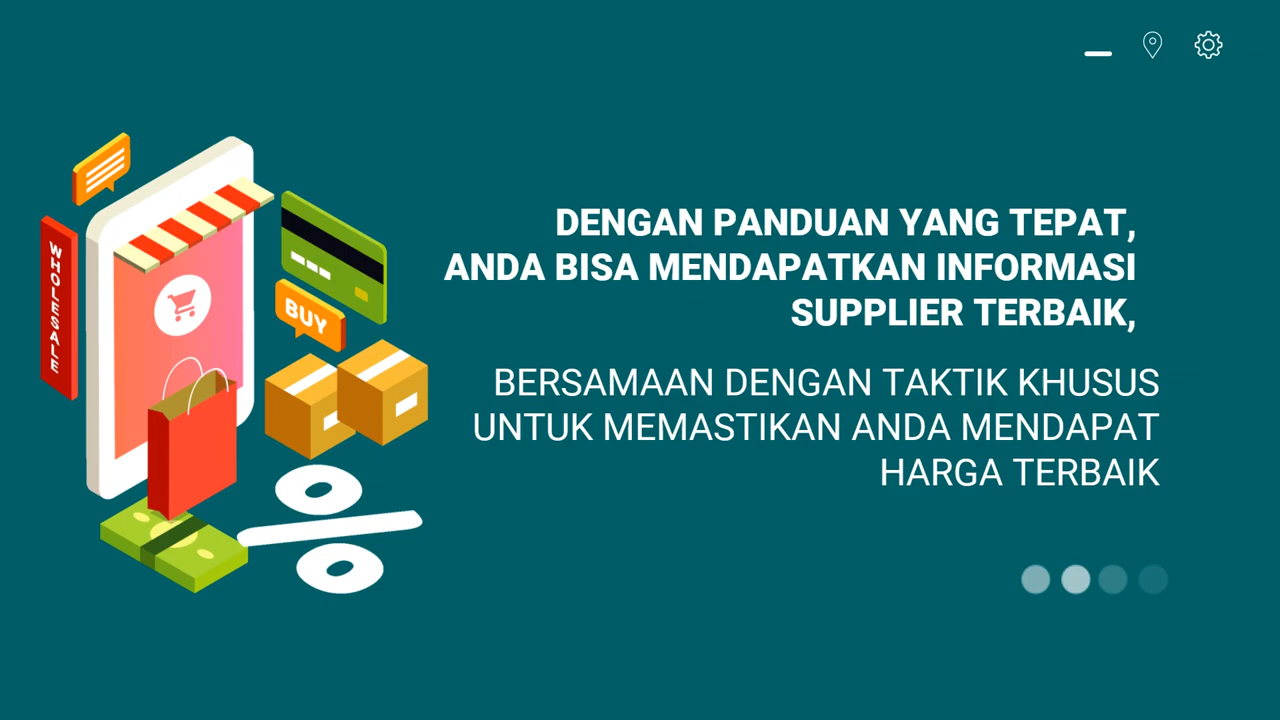 WHOLESALE
BUY
DENGAN PANDUAN YANG TEPAT,
ANDA BISA MENDAPATKAN INFORMASI
SUPPLIER TERBAIK,
BERSAMAAN DENGAN TAKTIK KHUSUS
UNTUK MEMASTIKAN ANDA MENDAPAT
HARGA TERBAIK